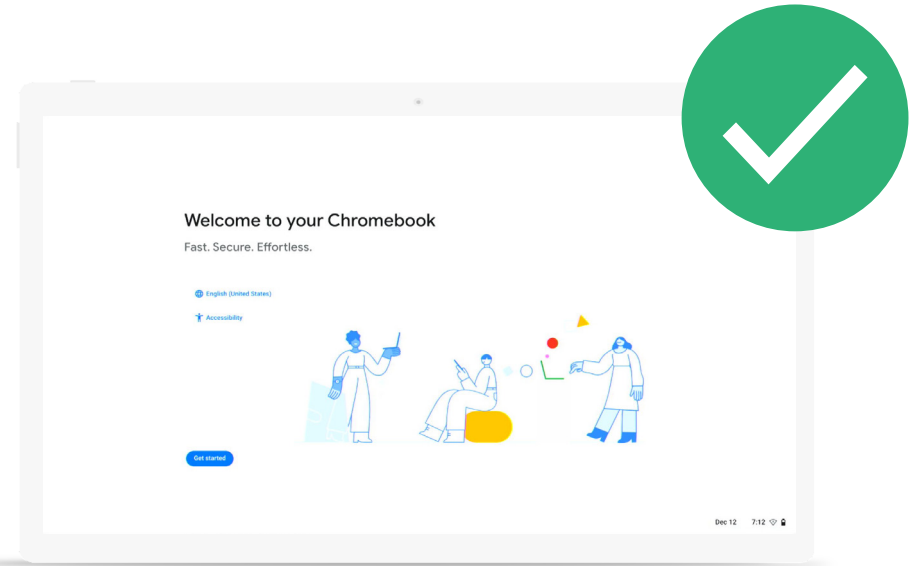 Welcome to your Chromebook
Fast. Secure. Effortless.
English (United States)
Accessibility
Get started
Dec 12 7:12